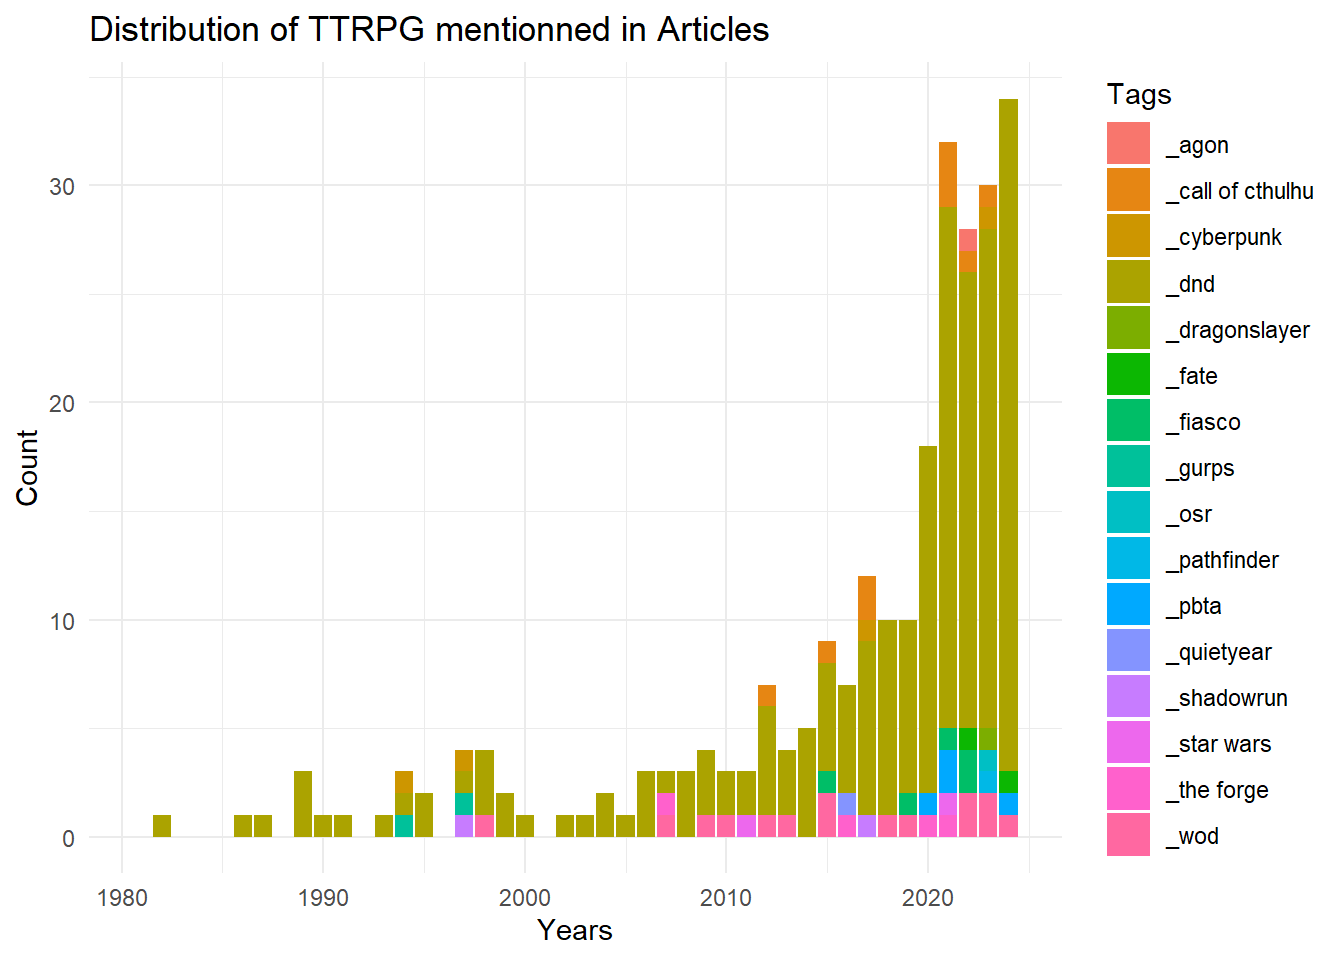 Distribution of TTRPG mentionned in Articles
Tags
_agon
_call of cthulhu
_cyberpunk
_dnd
_dragonslayer
_fate
_fiasco
_gurps
_osr
_pathfinder
_pbta
_quietyear
_shadowrun
_star wars
_the forge
_wod
Count
30
20
10
0
1980 1990 2000 2010 2020
Years